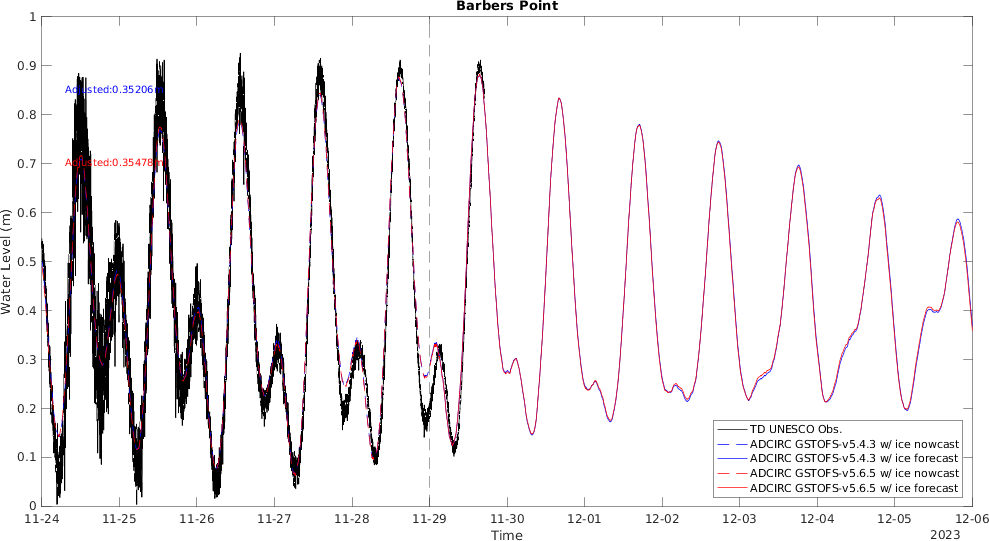 Barbers Point
Water Level (m)
1
0.9
0.8
0.7
0.6
0.5
0.4
0.3
0.2
0.1
0
Adjusted:0.35206m
Adjusted:0.35478m
TD UNESCO Obs.
ADCIRC GSTOFS-v5.4.3 w/ ice nowcast
ADCIRC GSTOFS-v5.4.3 w/ ice forecast
ADCIRC GSTOFS-v5.6.5 w/ ice nowcast
ADCIRC GSTOFS-v5.6.5 w/ ice forecast
11-24 11-25 11-26 11-27 11-28 11-29 11-30 12-01 12-02 12-03 12-04 12-05 12-06
Time 2023